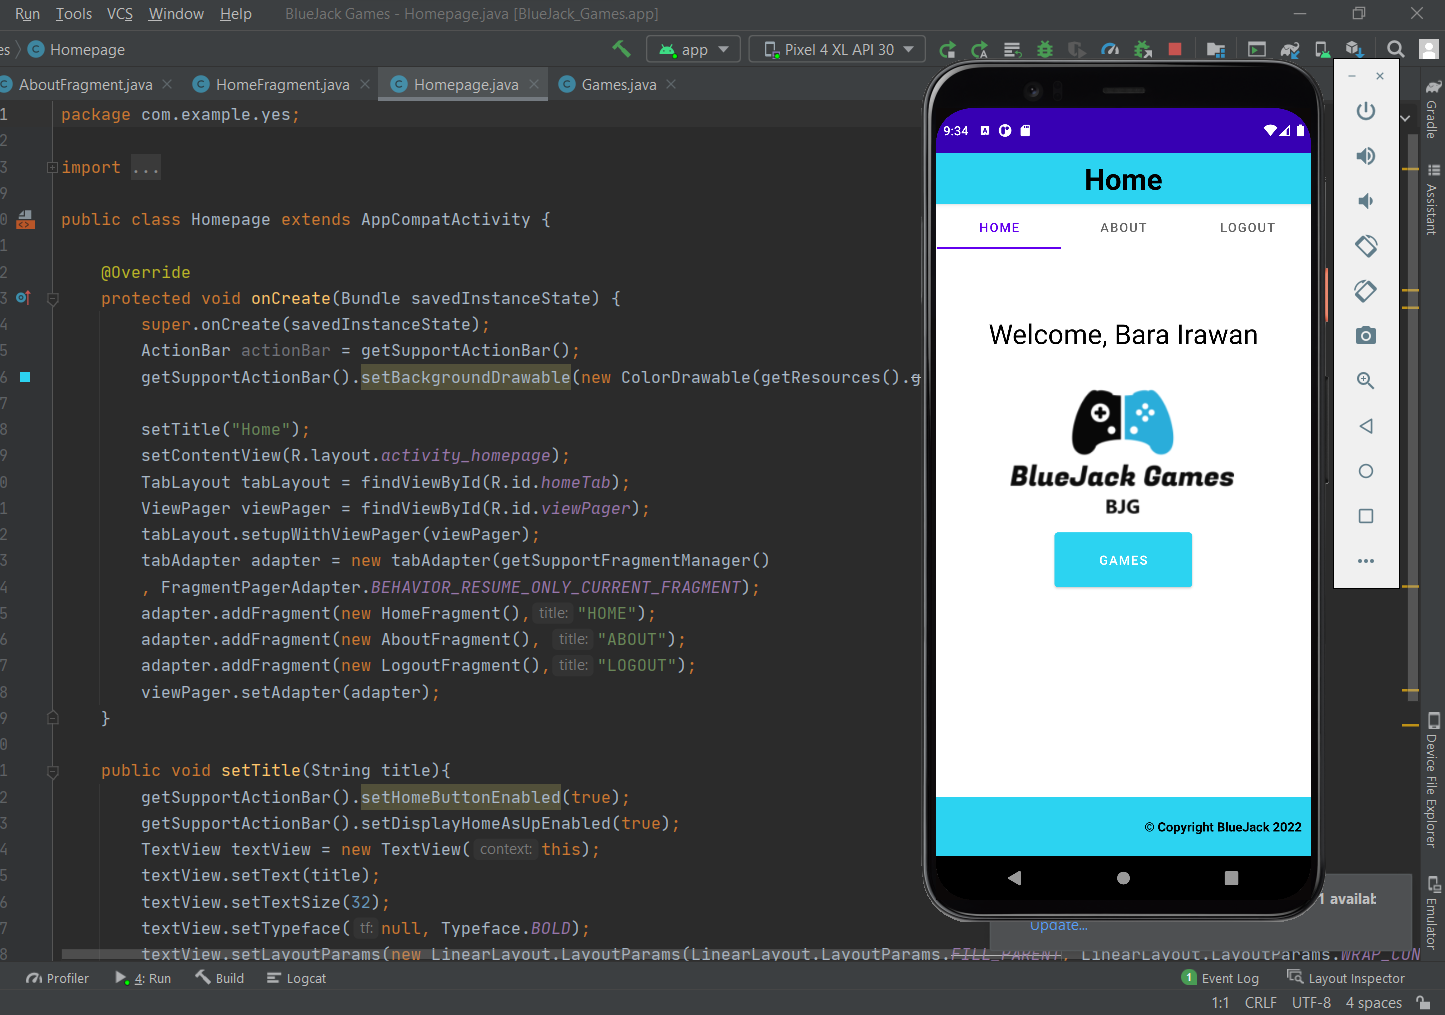 Run Tools VCS Window Help BlueJack Games - Homepage.java [BlueJack_Games.app]
es Homepage app Pixel 4 XL API 30
AboutFragment.java HomeFragment.java Homepage.java Games.java
1 package com.example.yes;
2
3 import ...
9
0 public class Homepage extends AppCompatActivity {
1
2 @Override
3 protected void onCreate(Bundle savedInstanceState) {
4 super.onCreate(savedInstanceState);
5 ActionBar actionBar = getSupportActionBar();
6 getSupportActionBar().setBackgroundDrawable(new ColorDrawable(getResources().g
7
8 setTitle("Home");
9 setContentView(R.layout.activity_homepage);
0 TabLayout tabLayout = findViewById(R.id.homeTab);
1 ViewPager viewPager = findViewById(R.id.viewPager);
2 tabLayout.setupWithViewPager(viewPager);
3 tabAdapter adapter = new tabAdapter(getSupportFragmentManager()
4 , FragmentPagerAdapter.BEHAVIOR_RESUME_ONLY_CURRENT_FRAGMENT);
5 adapter.addFragment(new HomeFragment(), title: "HOME");
6 adapter.addFragment(new AboutFragment(), title: "ABOUT");
7 adapter.addFragment(new LogoutFragment(), title: "LOGOUT");
8 viewPager.setAdapter(adapter);
9 }
0
1 public void setTitle(String title){
2 getSupportActionBar().setHomeButtonEnabled(true);
3 getSupportActionBar().setDisplayHomeAsUpEnabled(true);
4 TextView textView = new TextView( context: this);
5 textView.setText(title);
6 textView.setTextSize(32);
7 textView.setTypeface( tf: null, Typeface.BOLD);
8 textView.setLayoutParams(new LinearLayout.LayoutParams(LinearLayout.LayoutParams.FILL_PARENT, LinearLayout.LayoutParams.WRAP_CON
9:34
Home
HOME ABOUT LOGOUT
Welcome, Bara Irawan
BlueJack Games
BJG
GAMES
© Copyright BlueJack 2022
Gradle
Assistant
Device File Explorer
Emulator
1 availab
Update...
Profiler 4: Run Build Logcat 1 Event Log Layout Inspector
1:1 CRLF UTF-8 4 spaces